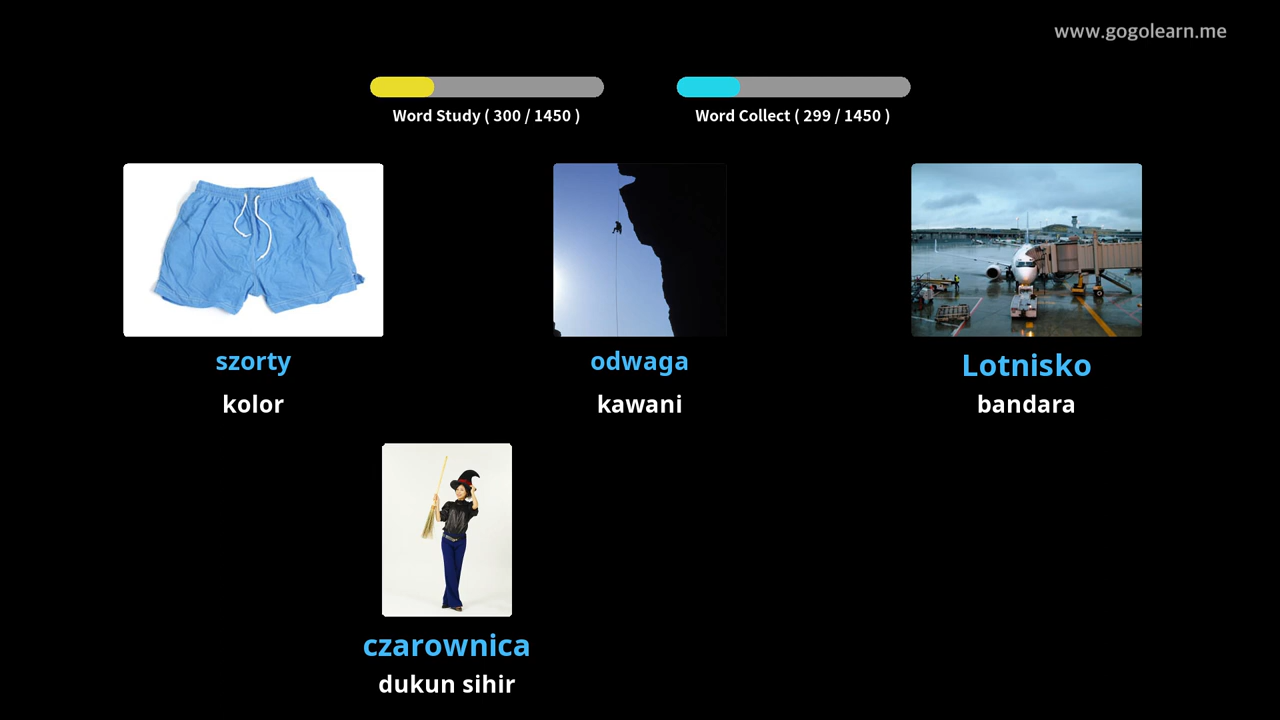 www.gogolearn.me
Word Study ( 300 / 1450 )
Word Collect ( 299 / 1450 )
szorty
kolor
odwaga
kawani
Lotnisko
bandara
czarownica
dukun sihir